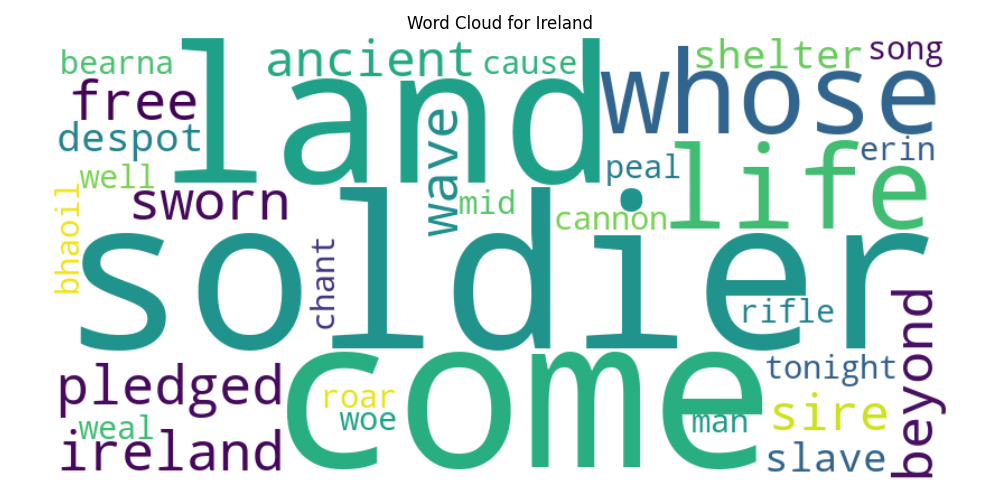 Word Cloud for Ireland
bearna
land
ancient
cause
whose
shelter
song
free
despot
well
sworn
wave
mid
peal
erin
cannon
life
bhaoil
soldier
chant
rifle
beyond
pledged
come
roar
woe
weal
ireland
man
tonight
sire
slave